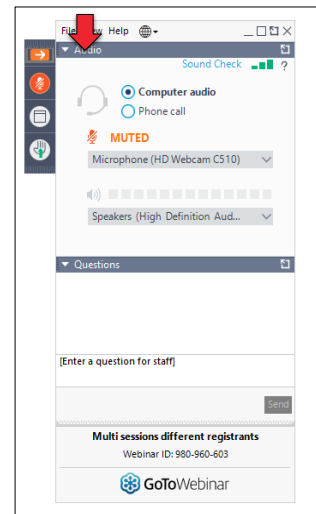 File View Help
Audio
Sound Check ?
Computer audio
Phone call
MUTED
Microphone (HD Webcam C510)
Speakers (High Definition Aud...
Questions
[Enter a question for staff]
Send
Multi sessions different registrants
Webinar ID: 980-960-603
GoToWebinar